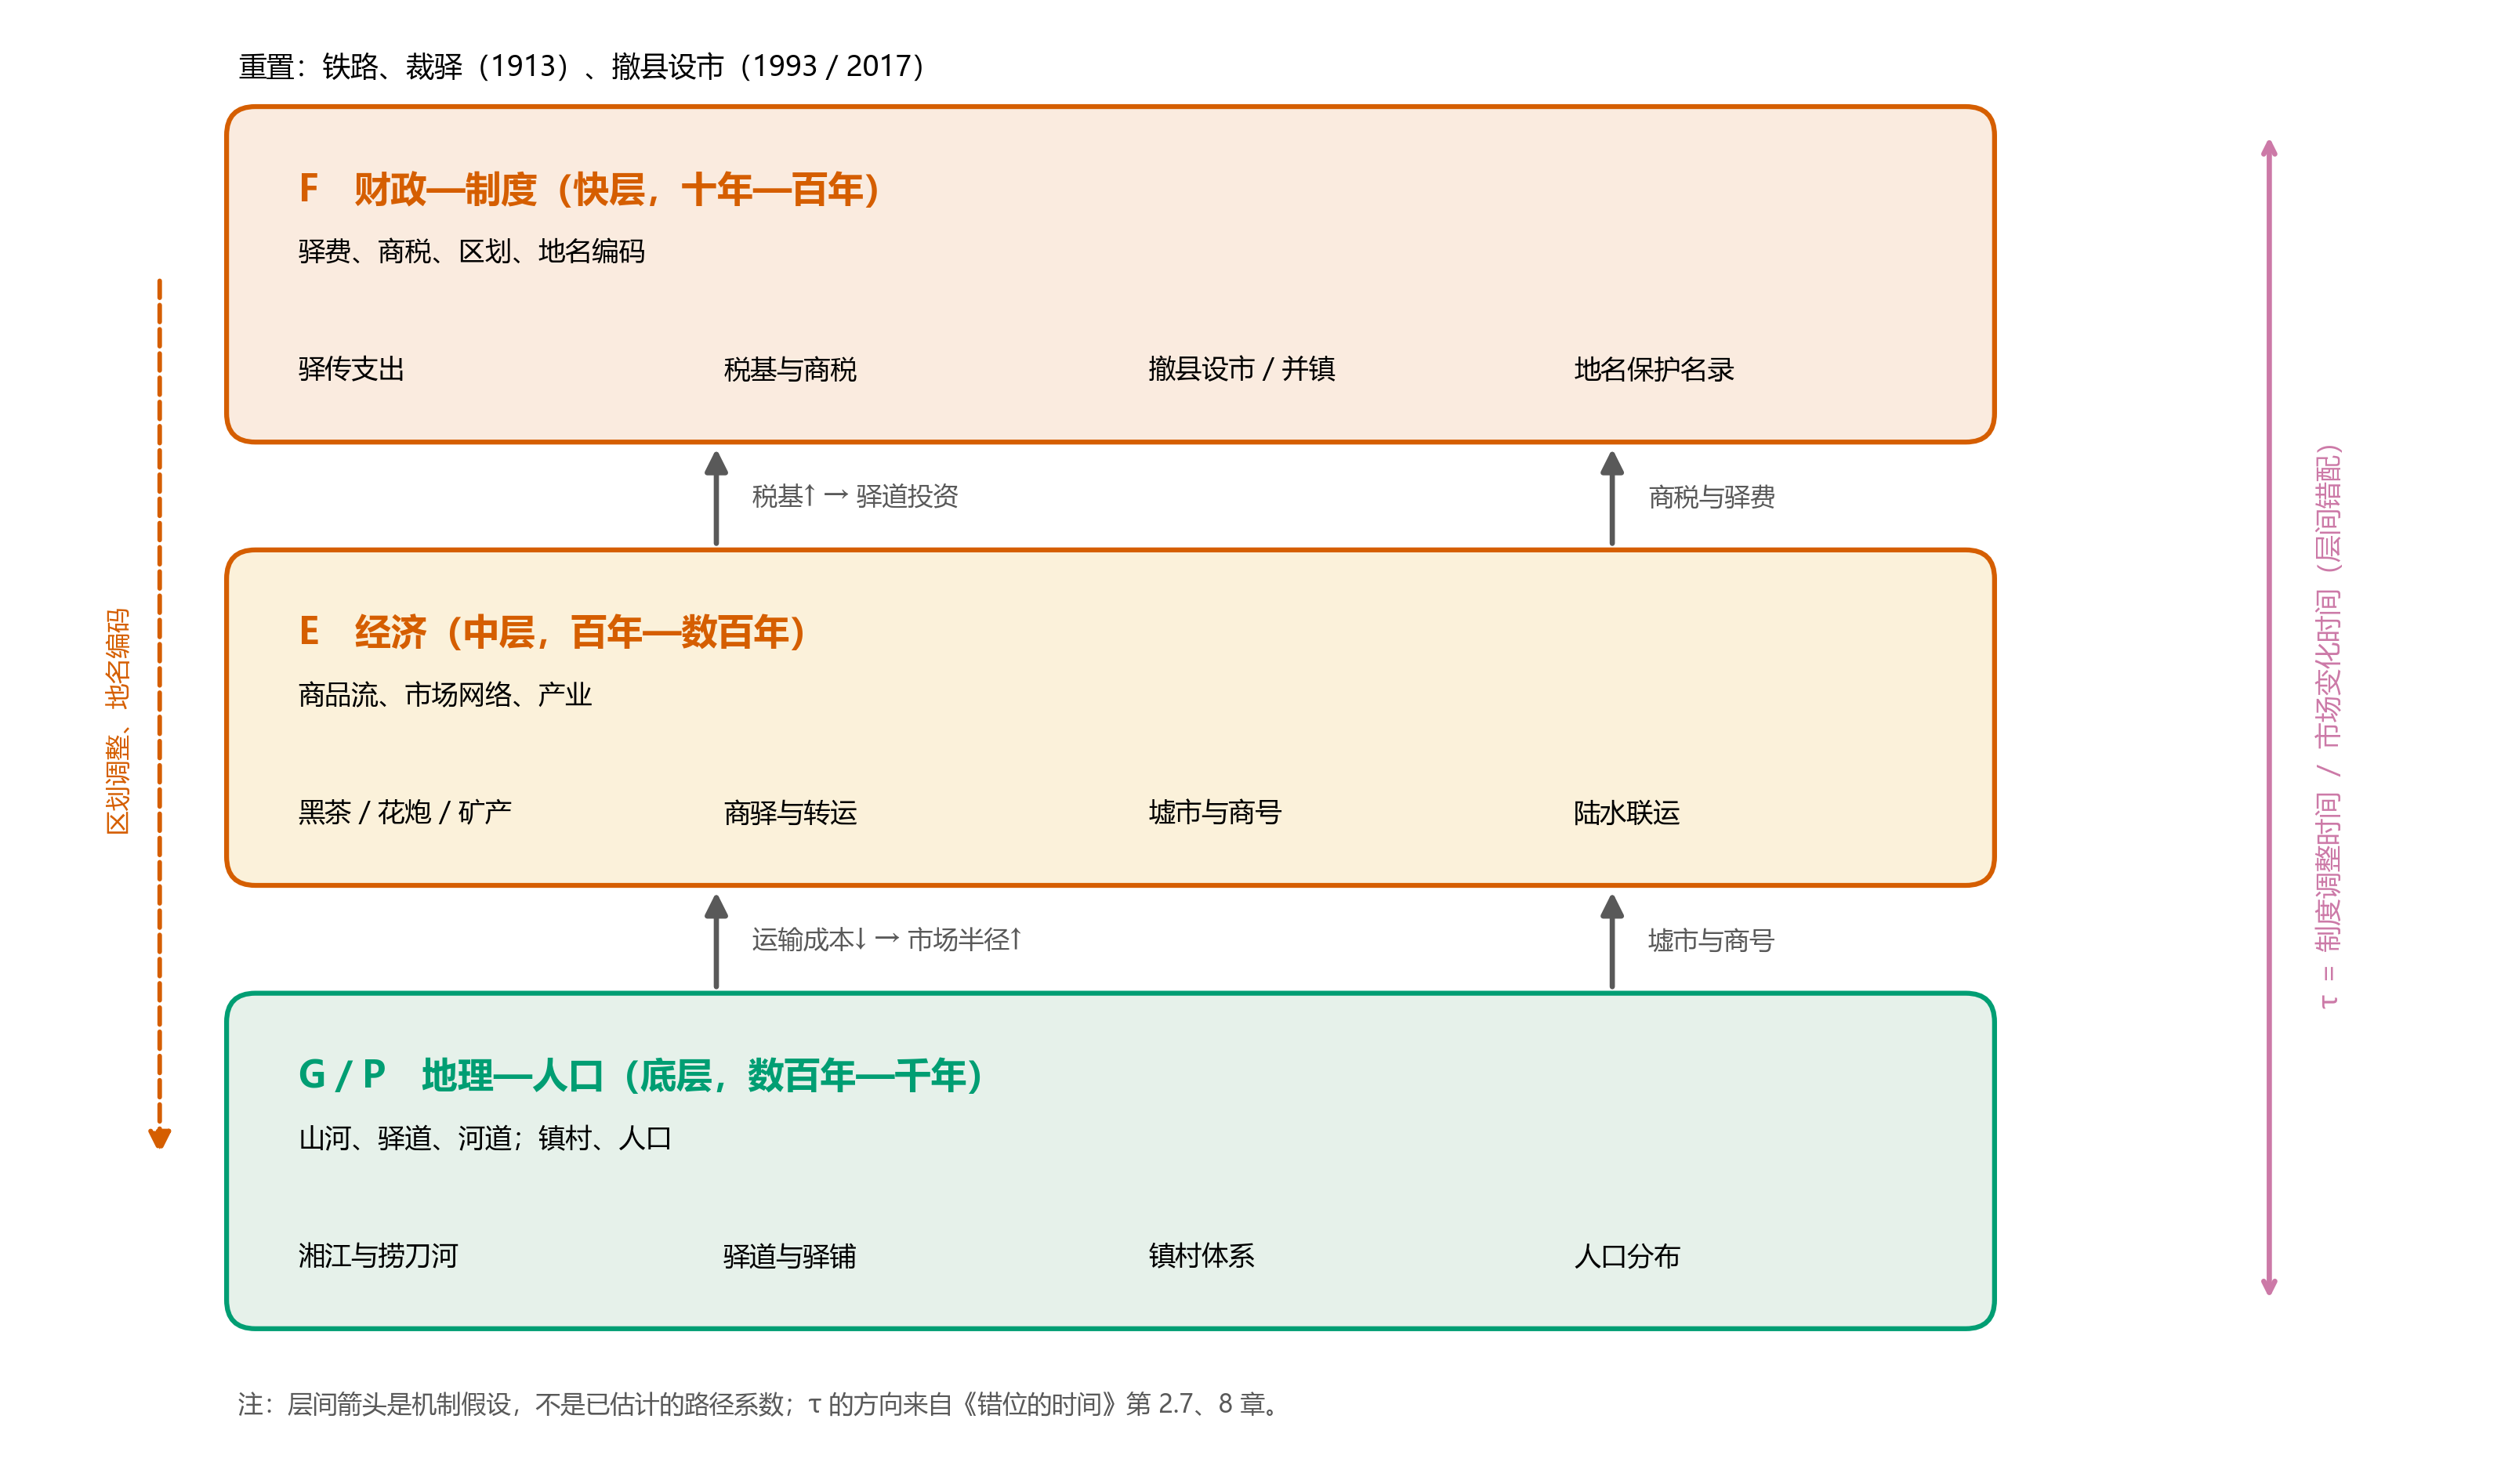 重置：铁路、裁驿（1913）、撤县设市（1993 / 2017）
F 财政—制度（快层，十年—百年）
驿费、商税、区划、地名编码
驿传支出
税基与商税
撤县设市 / 并镇
地名保护名录
税基↑ → 驿道投资
商税与驿费
E 经济（中层，百年—数百年）
商品流、市场网络、产业
黑茶 / 花炮 / 矿产
商驿与转运
墟市与商号
陆水联运
运输成本↓ → 市场半径↑
墟市与商号
G / P 地理—人口（底层，数百年—千年）
山河、驿道、河道；镇村、人口
湘江与捞刀河
驿道与驿铺
镇村体系
人口分布
区划调整、地名编码
τ = 制度调整时间 / 市场变化时间（层间错配）
注：层间箭头是机制假设，不是已估计的路径系数；τ 的方向来自《错位的时间》第 2.7、8 章。